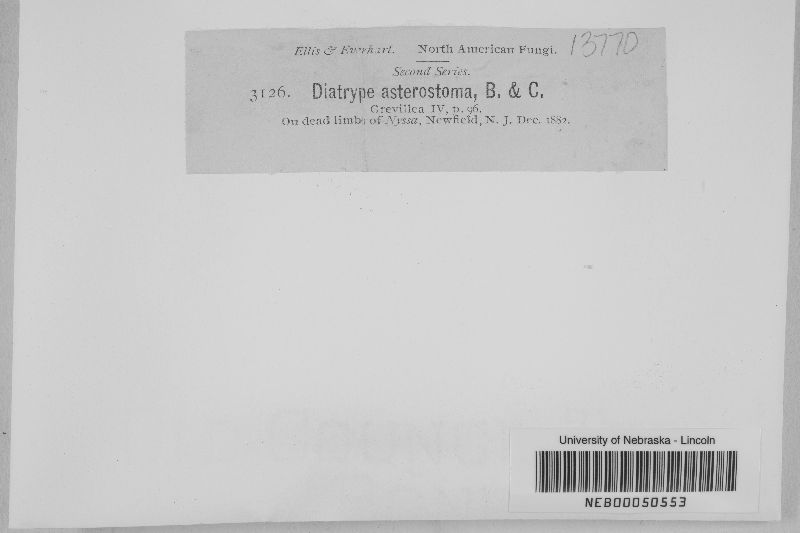 Ellis & Everhart. North American Fungi. 13770
Second Series.
3126. Diatrype asterostoma, B. & C.
Grevillea IV, p. 96.
On dead limbs of Nyssa, Newfield, N. J. Dec. 1882.
University of Nebraska - Lincoln
NEB00050553